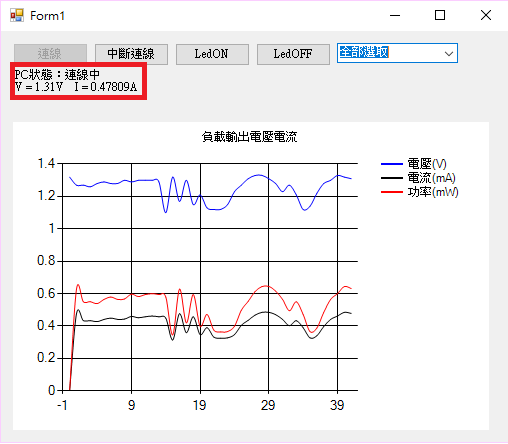 Form1
連線
中斷連線
LedON
LedOFF
全部選取
PC狀態：連線中
V = 1.31V I = 0.47809A
負載輸出電壓電流
1.4
1.2
1
0.8
0.6
0.4
0.2
0
-1
9
19
29
39
電壓(V)
電流(mA)
功率(mW)